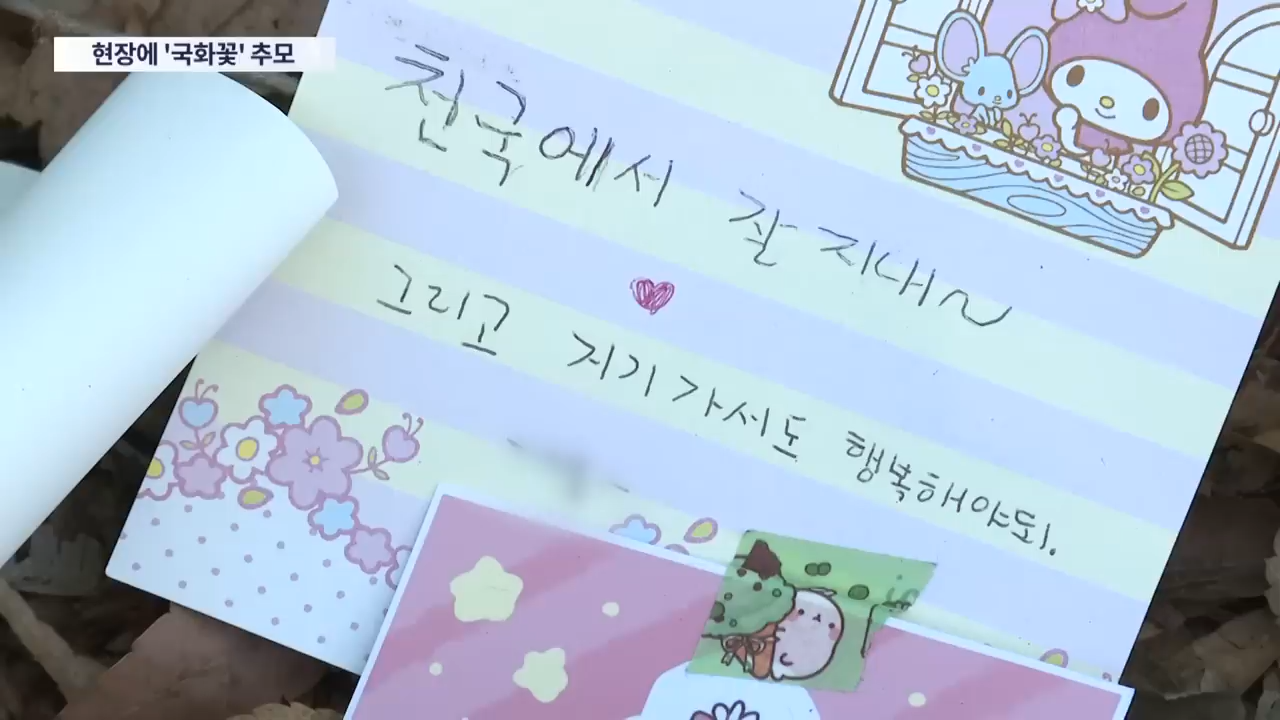 현장에 '국화꽃' 추모
천국에서 잘 지내~
그리고 저기 가서도 행복해야되.